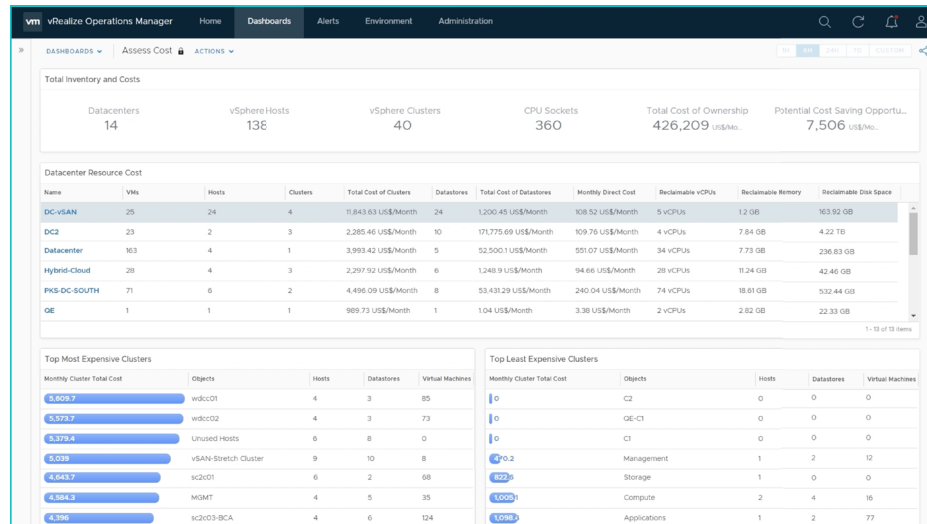 vm vRealize Operations Manager Home Dashboards Alerts Environment Administration
» DASHBOARDS Assess Cost ACTIONS 1H 6H 24H 7D CUSTOM
Total Inventory and Costs
Datacenters vSphere Hosts vSphere Clusters CPU Sockets Total Cost of Ownership Potential Cost Saving Opportu...
14 138 40 360 426,209 US$/Mo... 7,506 US$/Mo...
Datacenter Resource Cost
Name VMs Hosts Clusters Total Cost of Clusters Datastores Total Cost of Datastores Monthly Direct Cost Reclaimable vCPUs Reclaimable Memory Reclaimable Disk Space
DC-vSAN 25 24 4 11,843.63 US$/Month 24 1,200.45 US$/Month 108.52 US$/Month 5 vCPUs 1.2 GB 163.92 GB
DC2 23 2 3 2,285.46 US$/Month 10 171,775.69 US$/Month 109.76 US$/Month 4 vCPUs 7.84 GB 4.22 TB
Datacenter 163 4 1 3,993.42 US$/Month 5 52,500.1 US$/Month 551.07 US$/Month 34 vCPUs 7.73 GB 236.83 GB
Hybrid-Cloud 28 4 3 2,297.92 US$/Month 6 1,248.9 US$/Month 94.66 US$/Month 28 vCPUs 11.24 GB 42.46 GB
PKS-DC-SOUTH 71 6 2 4,496.09 US$/Month 8 53,431.29 US$/Month 240.04 US$/Month 74 vCPUs 18.61 GB 532.44 GB
QE 1 1 1 989.73 US$/Month 1 1.04 US$/Month 3.38 US$/Month 2 vCPUs 2.82 GB 22.33 GB
1 - 13 of 13 items
Top Most Expensive Clusters
Monthly Cluster Total Cost Objects Hosts Datastores Virtual Machines
5,609.7 wdcc01 4 3 85
5,573.7 wdcc02 4 3 73
5,379.4 Unused Hosts 6 8 0
5,039 vSAN-Stretch Cluster 9 10 8
4,643.7 sc2c01 6 2 68
4,584.3 MGMT 4 5 35
4,396 sc2c03-BCA 4 6 124
Top Least Expensive Clusters
Monthly Cluster Total Cost Objects Hosts Datastores Virtual Machines
0 C2 0 0 0
0 QE-C1 0 0 0
0 C1 0 0 0
470.2 Management 1 2 12
822.6 Storage 1 0 0
Compute 2 4 16
Applications 1 2 77